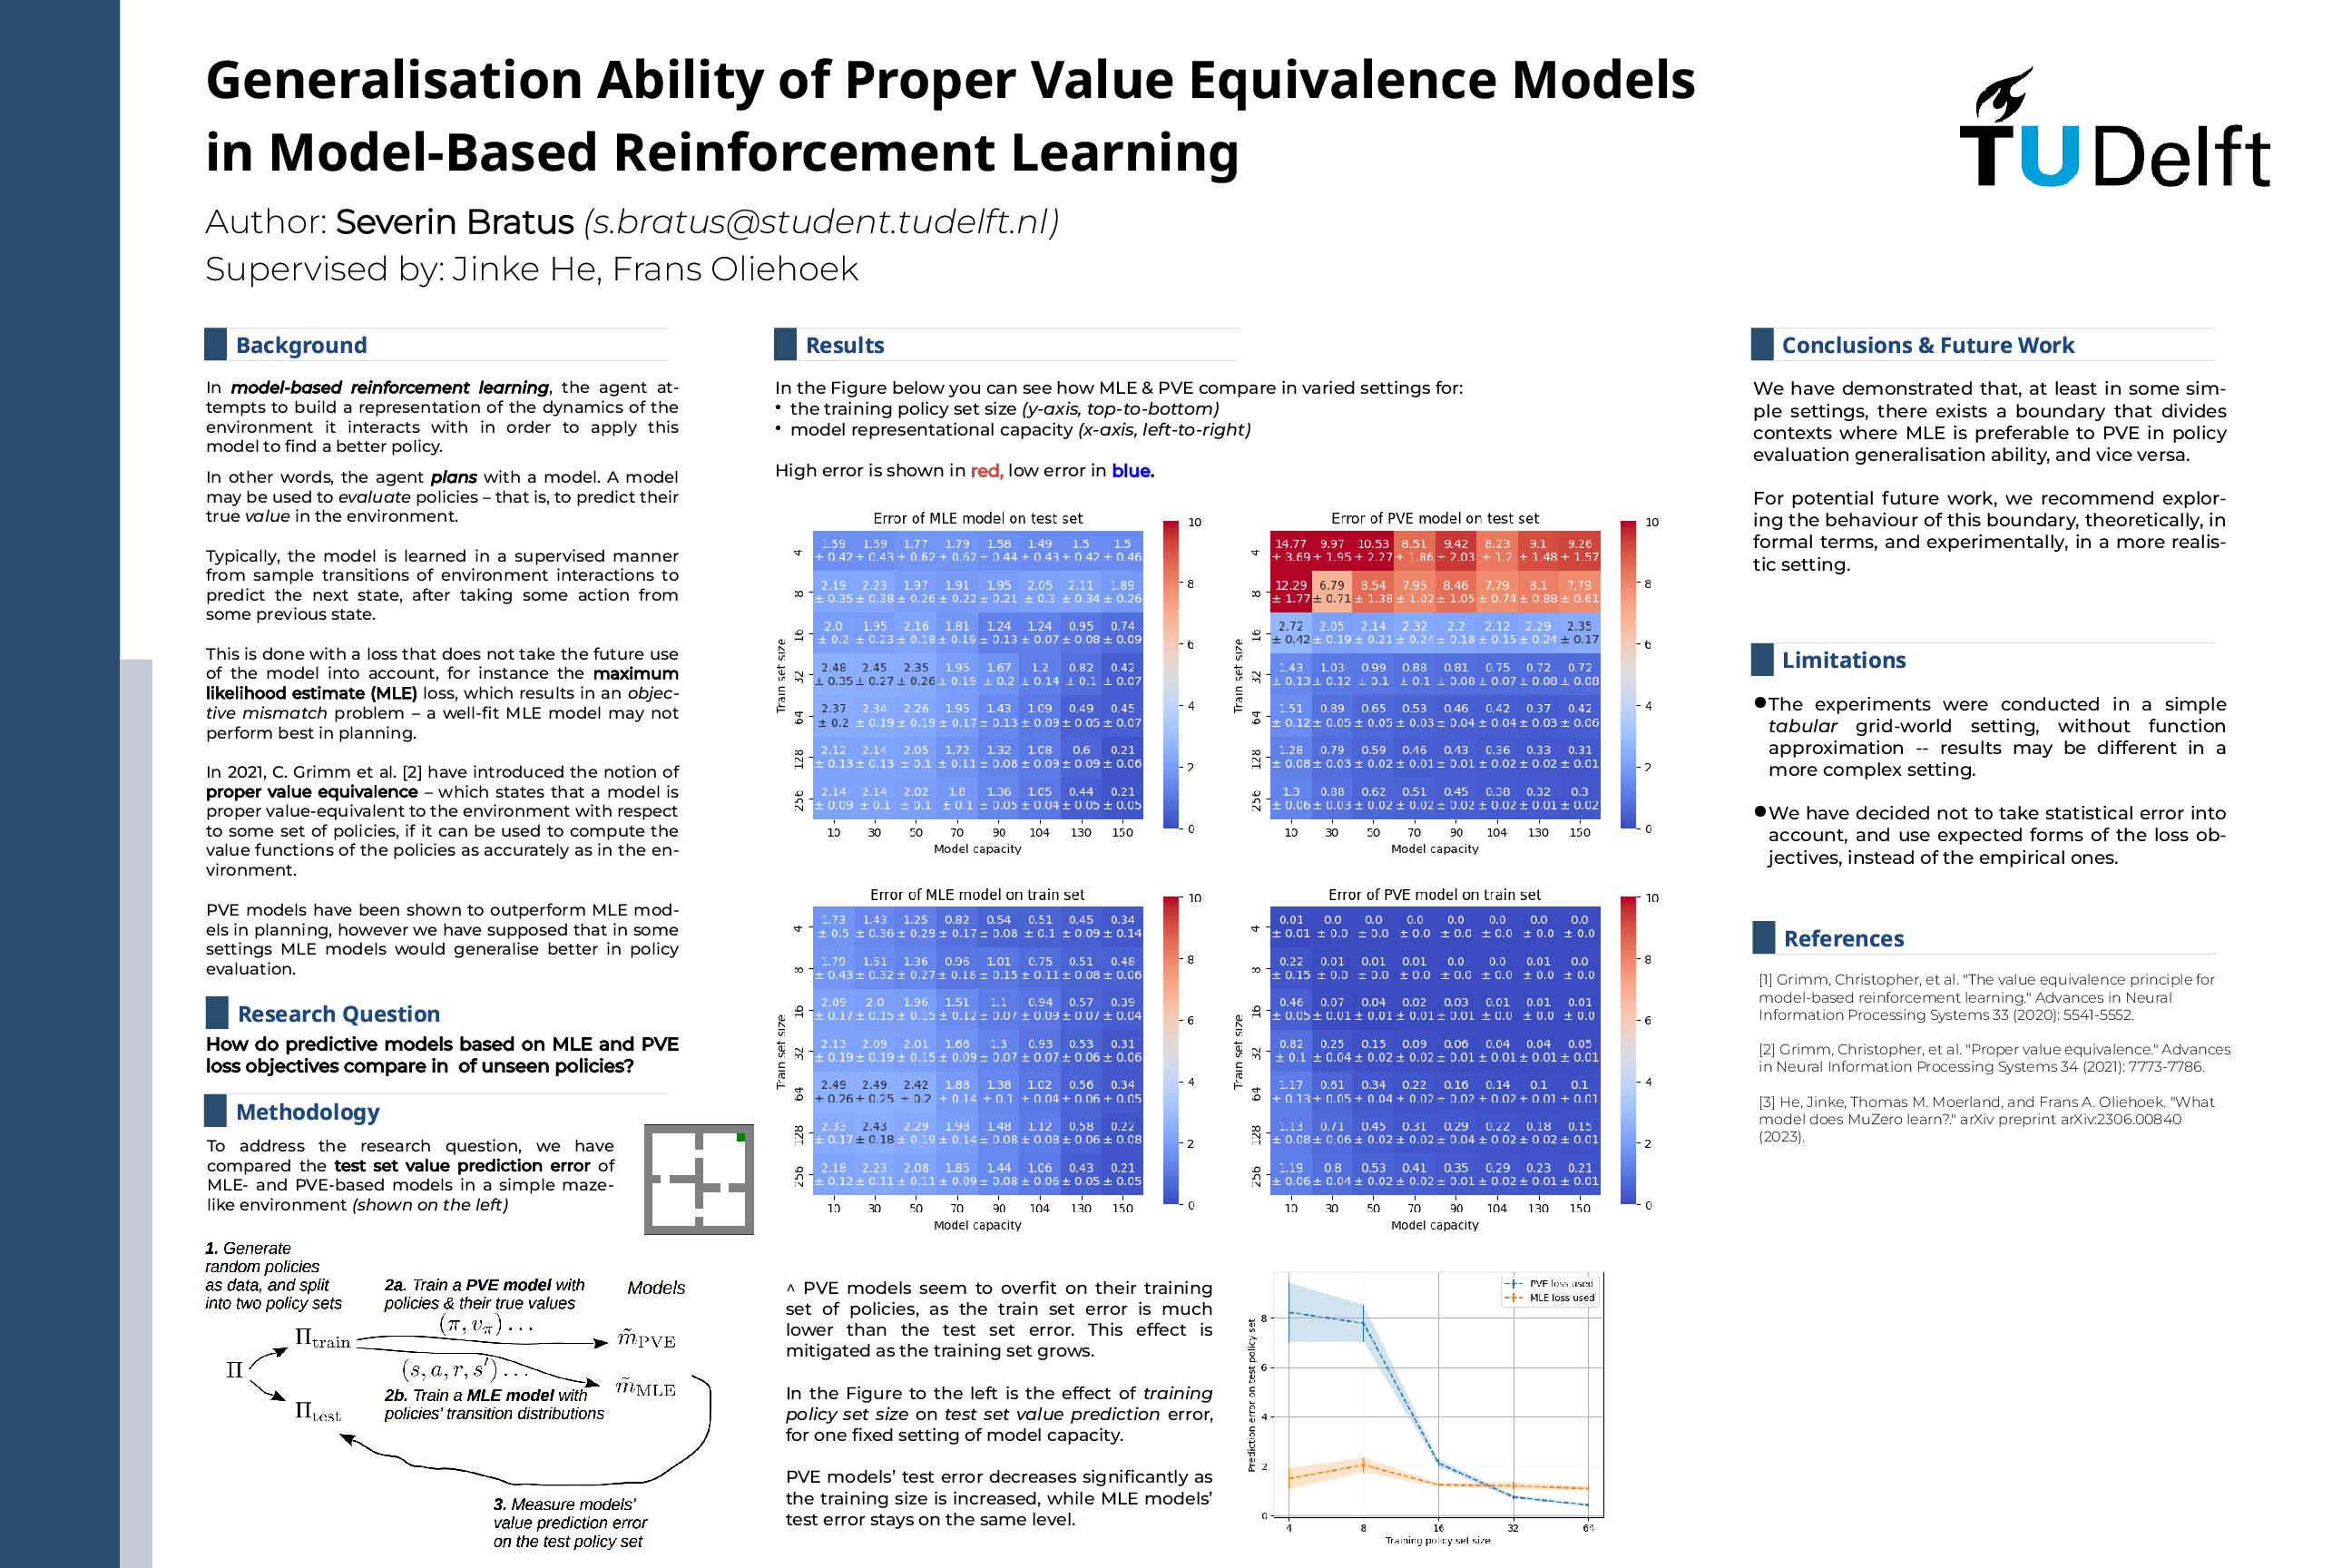 Generalisation Ability of Proper Value Equivalence Models
in Model-Based Reinforcement Learning
TU Delft
Author: Severin Bratus (s.bratus@student.tudelft.nl)
Supervised by: Jinke He, Frans Oliehoek
Background
In model-based reinforcement learning, the agent at-
tempts to build a representation of the dynamics of the
environment it interacts with in order to apply this
model to find a better policy.
In other words, the agent plans with a model. A model
may be used to evaluate policies – that is, to predict their
true value in the environment.
Typically, the model is learned in a supervised manner
from sample transitions of environment interactions to
predict the next state, after taking some action from
some previous state.
This is done with a loss that does not take the future use
of the model into account, for instance the maximum
likelihood estimate (MLE) loss, which results in an objec-
tive mismatch problem – a well-fit MLE model may not
perform best in planning.
In 2021, C. Grimm et al. [2] have introduced the notion of
proper value equivalence – which states that a model is
proper value-equivalent to the environment with respect
to some set of policies, if it can be used to compute the
value functions of the policies as accurately as in the en-
vironment.
PVE models have been shown to outperform MLE mod-
els in planning, however we have supposed that in some
settings MLE models would generalise better in policy
evaluation.
Research Question
How do predictive models based on MLE and PVE
loss objectives compare in  of unseen policies?
Methodology
To address the research question, we have
compared the test set value prediction error of
MLE- and PVE-based models in a simple maze-
like environment (shown on the left)
1. Generate
random policies
as data, and split
into two policy sets
2a. Train a PVE model with
policies & their true values
Models
(π, vπ) . . .
Π
Πtrain
m̃PVE
(s, a, r, s′) . . .
m̃MLE
2b. Train a MLE model with
policies' transition distributions
Πtest
3. Measure models'
value prediction error
on the test policy set
Results
In the Figure below you can see how MLE & PVE compare in varied settings for:
• the training policy set size (y-axis, top-to-bottom)
• model representational capacity (x-axis, left-to-right)
High error is shown in red, low error in blue.
Error of MLE model on test set
Train set size
4 1.59 1.59 1.77 1.79 1.58 1.49 1.5 1.5
± 0.42 ± 0.43 ± 0.62 ± 0.62 ± 0.44 ± 0.43 ± 0.42 ± 0.46
8 2.19 2.23 1.97 1.91 1.95 2.05 2.11 1.89
± 0.35 ± 0.38 ± 0.26 ± 0.22 ± 0.21 ± 0.3 ± 0.34 ± 0.26
16 2.0 1.95 2.16 1.81 1.24 1.24 0.95 0.74
± 0.2 ± 0.23 ± 0.18 ± 0.19 ± 0.13 ± 0.07 ± 0.08 ± 0.09
32 2.48 2.45 2.35 1.95 1.67 1.2 0.82 0.42
± 0.35 ± 0.27 ± 0.26 ± 0.19 ± 0.2 ± 0.14 ± 0.1 ± 0.07
64 2.37 2.34 2.26 1.95 1.43 1.09 0.49 0.45
± 0.2 ± 0.19 ± 0.19 ± 0.17 ± 0.13 ± 0.09 ± 0.05 ± 0.07
128 2.12 2.14 2.05 1.72 1.32 1.08 0.6 0.21
± 0.13 ± 0.13 ± 0.1 ± 0.11 ± 0.08 ± 0.09 ± 0.09 ± 0.06
256 2.14 2.14 2.02 1.8 1.36 1.05 0.44 0.21
± 0.09 ± 0.1 ± 0.1 ± 0.1 ± 0.05 ± 0.04 ± 0.05 ± 0.05
10 30 50 70 90 104 130 150
Model capacity
10
8
6
4
2
0
Error of PVE model on test set
Train set size
4 14.77 9.97 10.53 8.51 9.42 8.23 9.1 9.26
± 3.69 ± 1.95 ± 2.27 ± 1.86 ± 2.03 ± 1.2 ± 1.48 ± 1.57
8 12.29 6.79 8.54 7.95 8.46 7.79 8.1 7.79
± 1.77 ± 0.71 ± 1.38 ± 1.02 ± 1.05 ± 0.74 ± 0.88 ± 0.61
16 2.72 2.05 2.14 2.32 2.2 2.12 2.29 2.35
± 0.42 ± 0.19 ± 0.21 ± 0.24 ± 0.18 ± 0.15 ± 0.24 ± 0.17
32 1.43 1.03 0.99 0.88 0.81 0.75 0.72 0.72
± 0.13 ± 0.12 ± 0.1 ± 0.1 ± 0.08 ± 0.07 ± 0.08 ± 0.08
64 1.51 0.89 0.65 0.53 0.46 0.42 0.37 0.42
± 0.12 ± 0.05 ± 0.05 ± 0.03 ± 0.04 ± 0.04 ± 0.03 ± 0.06
128 1.28 0.79 0.59 0.46 0.43 0.36 0.33 0.31
± 0.08 ± 0.03 ± 0.02 ± 0.01 ± 0.01 ± 0.02 ± 0.02 ± 0.01
256 1.3 0.88 0.62 0.51 0.45 0.38 0.32 0.3
± 0.06 ± 0.03 ± 0.02 ± 0.02 ± 0.02 ± 0.02 ± 0.01 ± 0.02
10 30 50 70 90 104 130 150
Model capacity
10
8
6
4
2
0
Error of MLE model on train set
Train set size
4 1.73 1.43 1.25 0.82 0.54 0.51 0.45 0.34
± 0.5 ± 0.36 ± 0.29 ± 0.17 ± 0.08 ± 0.1 ± 0.09 ± 0.14
8 1.79 1.51 1.36 0.96 1.01 0.75 0.51 0.48
± 0.43 ± 0.32 ± 0.27 ± 0.18 ± 0.15 ± 0.11 ± 0.08 ± 0.06
16 2.09 2.0 1.96 1.51 1.1 0.94 0.57 0.39
± 0.17 ± 0.15 ± 0.15 ± 0.12 ± 0.07 ± 0.09 ± 0.07 ± 0.04
32 2.13 2.09 2.01 1.66 1.3 0.93 0.53 0.31
± 0.19 ± 0.19 ± 0.15 ± 0.09 ± 0.07 ± 0.07 ± 0.06 ± 0.06
64 2.49 2.49 2.42 1.88 1.38 1.02 0.56 0.34
± 0.26 ± 0.25 ± 0.2 ± 0.14 ± 0.1 ± 0.04 ± 0.06 ± 0.05
128 2.33 2.43 2.29 1.98 1.48 1.12 0.58 0.22
± 0.17 ± 0.18 ± 0.19 ± 0.14 ± 0.08 ± 0.08 ± 0.06 ± 0.08
256 2.18 2.23 2.08 1.85 1.44 1.06 0.43 0.21
± 0.12 ± 0.11 ± 0.11 ± 0.09 ± 0.08 ± 0.06 ± 0.05 ± 0.05
10 30 50 70 90 104 130 150
Model capacity
10
8
6
4
2
0
Error of PVE model on train set
Train set size
4 0.01 0.0 0.0 0.0 0.0 0.0 0.0 0.0
± 0.01 ± 0.0 ± 0.0 ± 0.0 ± 0.0 ± 0.0 ± 0.0 ± 0.0
8 0.22 0.01 0.01 0.01 0.0 0.0 0.01 0.0
± 0.15 ± 0.01 ± 0.0 ± 0.0 ± 0.0 ± 0.0 ± 0.0 ± 0.0
16 0.46 0.07 0.04 0.02 0.03 0.01 0.01 0.01
± 0.05 ± 0.01 ± 0.01 ± 0.01 ± 0.01 ± 0.0 ± 0.0 ± 0.0
32 0.82 0.25 0.15 0.09 0.06 0.04 0.04 0.05
± 0.1 ± 0.04 ± 0.02 ± 0.02 ± 0.01 ± 0.01 ± 0.01 ± 0.01
64 1.17 0.61 0.34 0.22 0.16 0.14 0.1 0.1
± 0.13 ± 0.05 ± 0.04 ± 0.02 ± 0.02 ± 0.02 ± 0.01 ± 0.01
128 1.13 0.71 0.45 0.31 0.29 0.22 0.18 0.15
± 0.08 ± 0.06 ± 0.02 ± 0.02 ± 0.04 ± 0.02 ± 0.02 ± 0.01
256 1.19 0.8 0.53 0.41 0.35 0.29 0.23 0.21
± 0.06 ± 0.04 ± 0.02 ± 0.02 ± 0.01 ± 0.02 ± 0.01 ± 0.01
10 30 50 70 90 104 130 150
Model capacity
10
8
6
4
2
0
^ PVE models seem to overfit on their training
set of policies, as the train set error is much
lower than the test set error. This effect is
mitigated as the training set grows.
In the Figure to the left is the effect of training
policy set size on test set value prediction error,
for one fixed setting of model capacity.
PVE models' test error decreases significantly as
the training size is increased, while MLE models'
test error stays on the same level.
PVE loss used
MLE loss used
Prediction error on test policy set
8
6
4
2
0
4 8 16 32 64
Training policy set size
Conclusions & Future Work
We have demonstrated that, at least in some sim-
ple settings, there exists a boundary that divides
contexts where MLE is preferable to PVE in policy
evaluation generalisation ability, and vice versa.
For potential future work, we recommend explor-
ing the behaviour of this boundary, theoretically, in
formal terms, and experimentally, in a more realis-
tic setting.
Limitations
●The experiments were conducted in a simple
tabular grid-world setting, without function
approximation -- results may be different in a
more complex setting.
●We have decided not to take statistical error into
account, and use expected forms of the loss ob-
jectives, instead of the empirical ones.
References
[1] Grimm, Christopher, et al. "The value equivalence principle for
model-based reinforcement learning." Advances in Neural
Information Processing Systems 33 (2020): 5541-5552.
[2] Grimm, Christopher, et al. "Proper value equivalence." Advances
in Neural Information Processing Systems 34 (2021): 7773-7786.
[3] He, Jinke, Thomas M. Moerland, and Frans A. Oliehoek. "What
model does MuZero learn?." arXiv preprint arXiv:2306.00840
(2023).